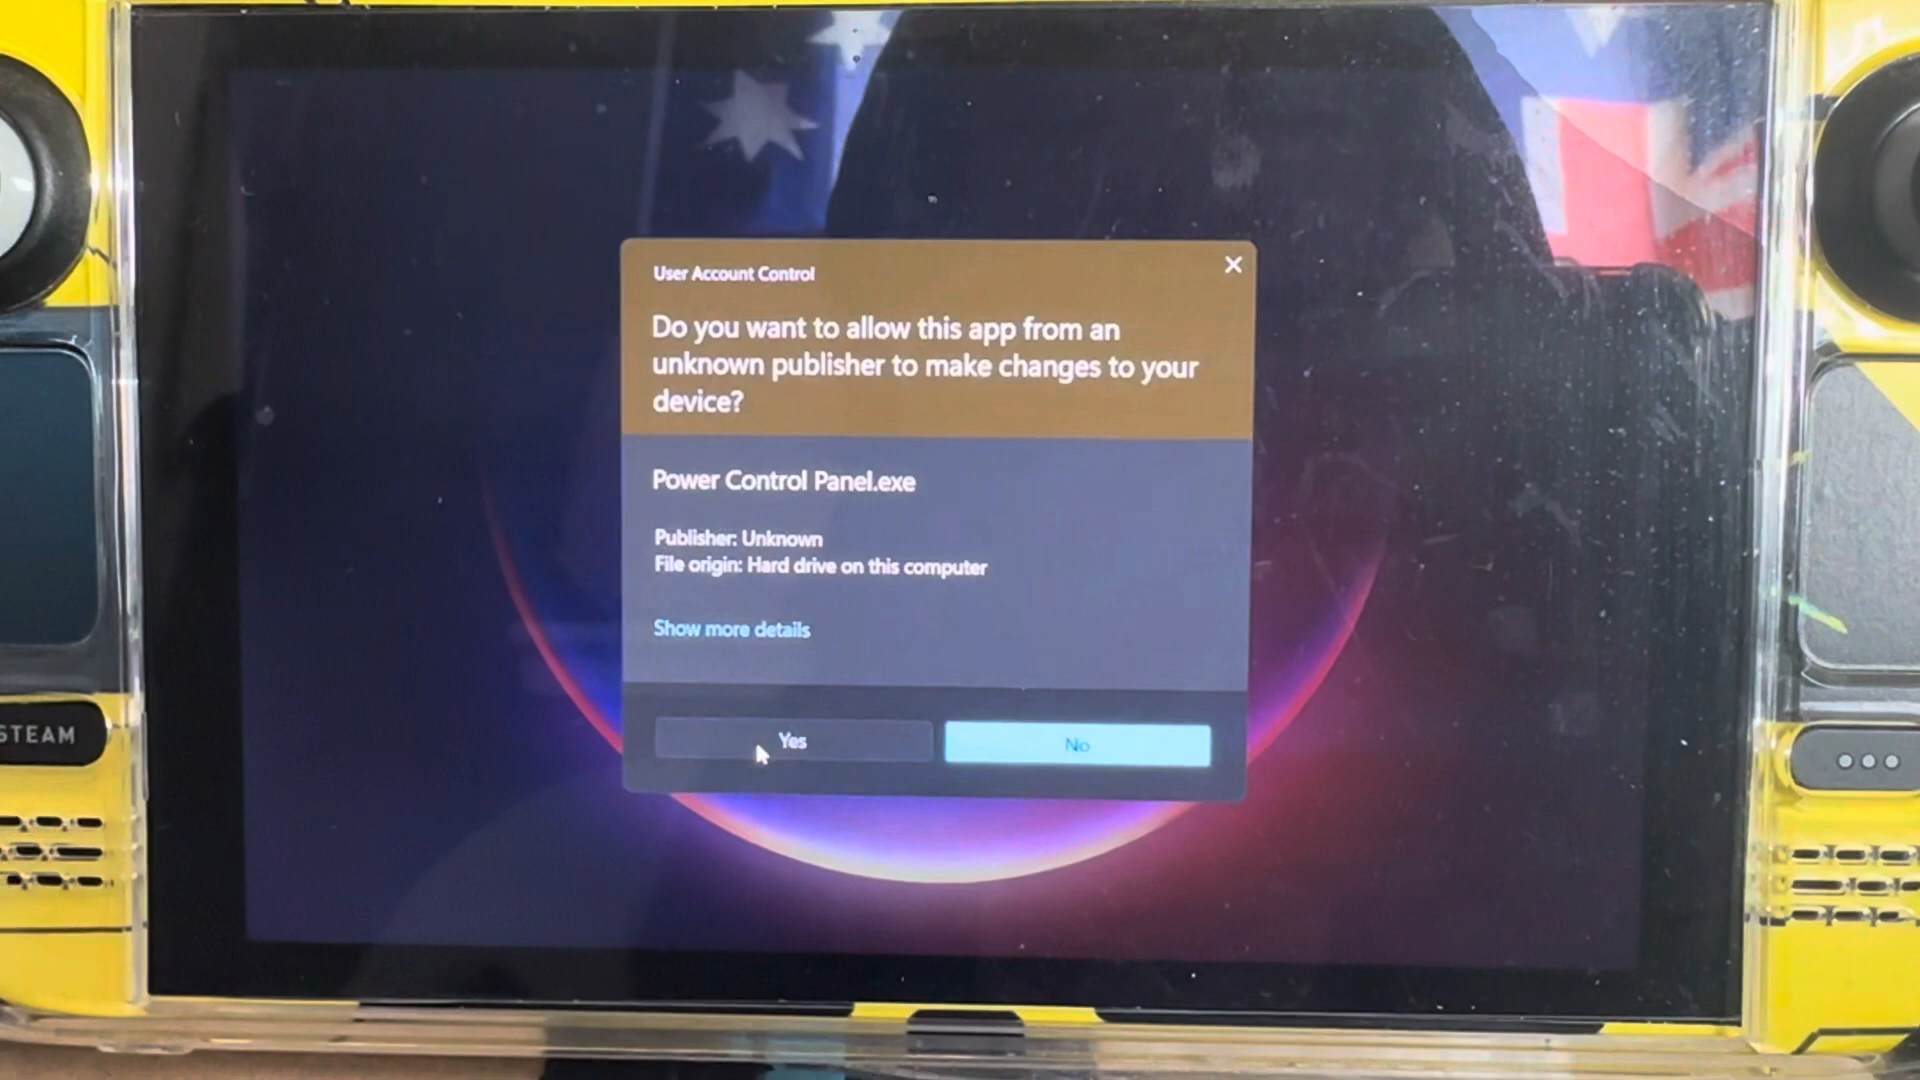 User Account Control
Do you want to allow this app from an
unknown publisher to make changes to your
device?
Power Control Panel.exe
Publisher: Unknown
File origin: Hard drive on this computer
Show more details
Yes
No
STEAM